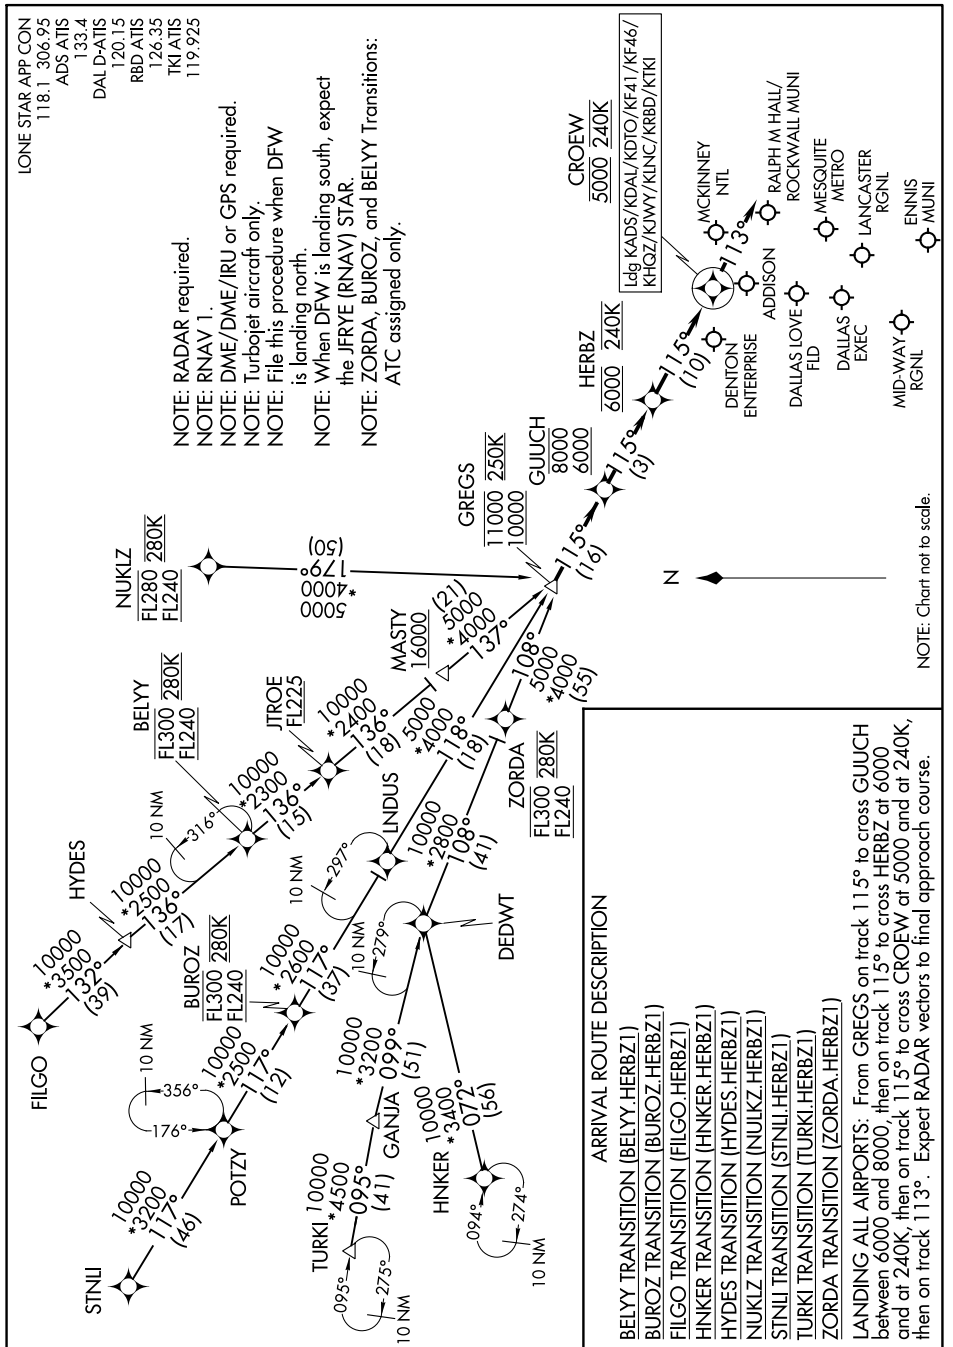 LONE STAR APP CON
118.1 306.95
ADS ATIS
133.4
DAL D-ATIS
120.15
RBD ATIS
126.35
TKI ATIS
119.925
NOTE: RADAR required.
NOTE: RNAV 1.
NOTE: DME/DME/IRU or GPS required.
NOTE: Turbojet aircraft only.
NOTE: File this procedure when DFW
is landing north.
NOTE: When DFW is landing south, expect
the JFRYE (RNAV) STAR.
NOTE: ZORDA, BUROZ, and BELYY Transitions:
ATC assigned only.
FILGO
10000
*3500
132°
(39)
HYDES
10000
*2500
136°
(17)
10 NM
316°
BELYY
FL300 280K
FL240
10000
*2300
136°
(15)
JTROE
FL225
10000
*2400
136°
(18)
MASTY
16000
(21)
5000
*4000
137°
NUKLZ
FL280 280K
FL240
5000
*4000
179°
(50)
STNLI
10000
*3200
117°
(46)
POTZY
10 NM
356°
176°
10000
*2500
117°
(12)
BUROZ
FL300 280K
FL240
10000
*2600
117°
(37)
10 NM
297°
LNDUS
5000
*4000
118°
(18)
TURKI
10000
*4500
095°
(41)
095°
275°
10 NM
GANJA
10000
*3200
099°
(51)
HNKER
10000
*3400
072°
(56)
094°
274°
10 NM
DEDWT
10 NM
279°
10000
*2800
108°
(41)
ZORDA
FL300 280K
FL240
108°
5000
*4000
(55)
GREGS
11000 250K
10000
115°
(16)
GUUCH
8000
6000
115°
(3)
HERBZ
6000 240K
115°
(10)
CROEW
5000 240K
Ldg KADS/KDAL/KDTO/KF41/KF46/
KHQZ/KJWY/KLNC/KRBD/KTKI
113°
MCKINNEY
NTL
RALPH M HALL/
ROCKWALL MUNI
MESQUITE
METRO
LANCASTER
RGNL
ENNIS
MUNI
ADDISON
DENTON
ENTERPRISE
DALLAS LOVE
FLD
DALLAS
EXEC
MID-WAY
RGNL
N
NOTE: Chart not to scale.
ARRIVAL ROUTE DESCRIPTION
BELYY TRANSITION (BELYY.HERBZ1)
BUROZ TRANSITION (BUROZ.HERBZ1)
FILGO TRANSITION (FILGO.HERBZ1)
HNKER TRANSITION (HNKER.HERBZ1)
HYDES TRANSITION (HYDES.HERBZ1)
NUKLZ TRANSITION (NULKZ.HERBZ1)
STNLI TRANSITION (STNLI.HERBZ1)
TURKI TRANSITION (TURKI.HERBZ1)
ZORDA TRANSITION (ZORDA.HERBZ1)
LANDING ALL AIRPORTS: From GREGS on track 115° to cross GUUCH
between 6000 and 8000, then on track 115° to cross HERBZ at 6000
and at 240K, then on track 115° to cross CROEW at 5000 and at 240K,
then on track 113°. Expect RADAR vectors to final approach course.